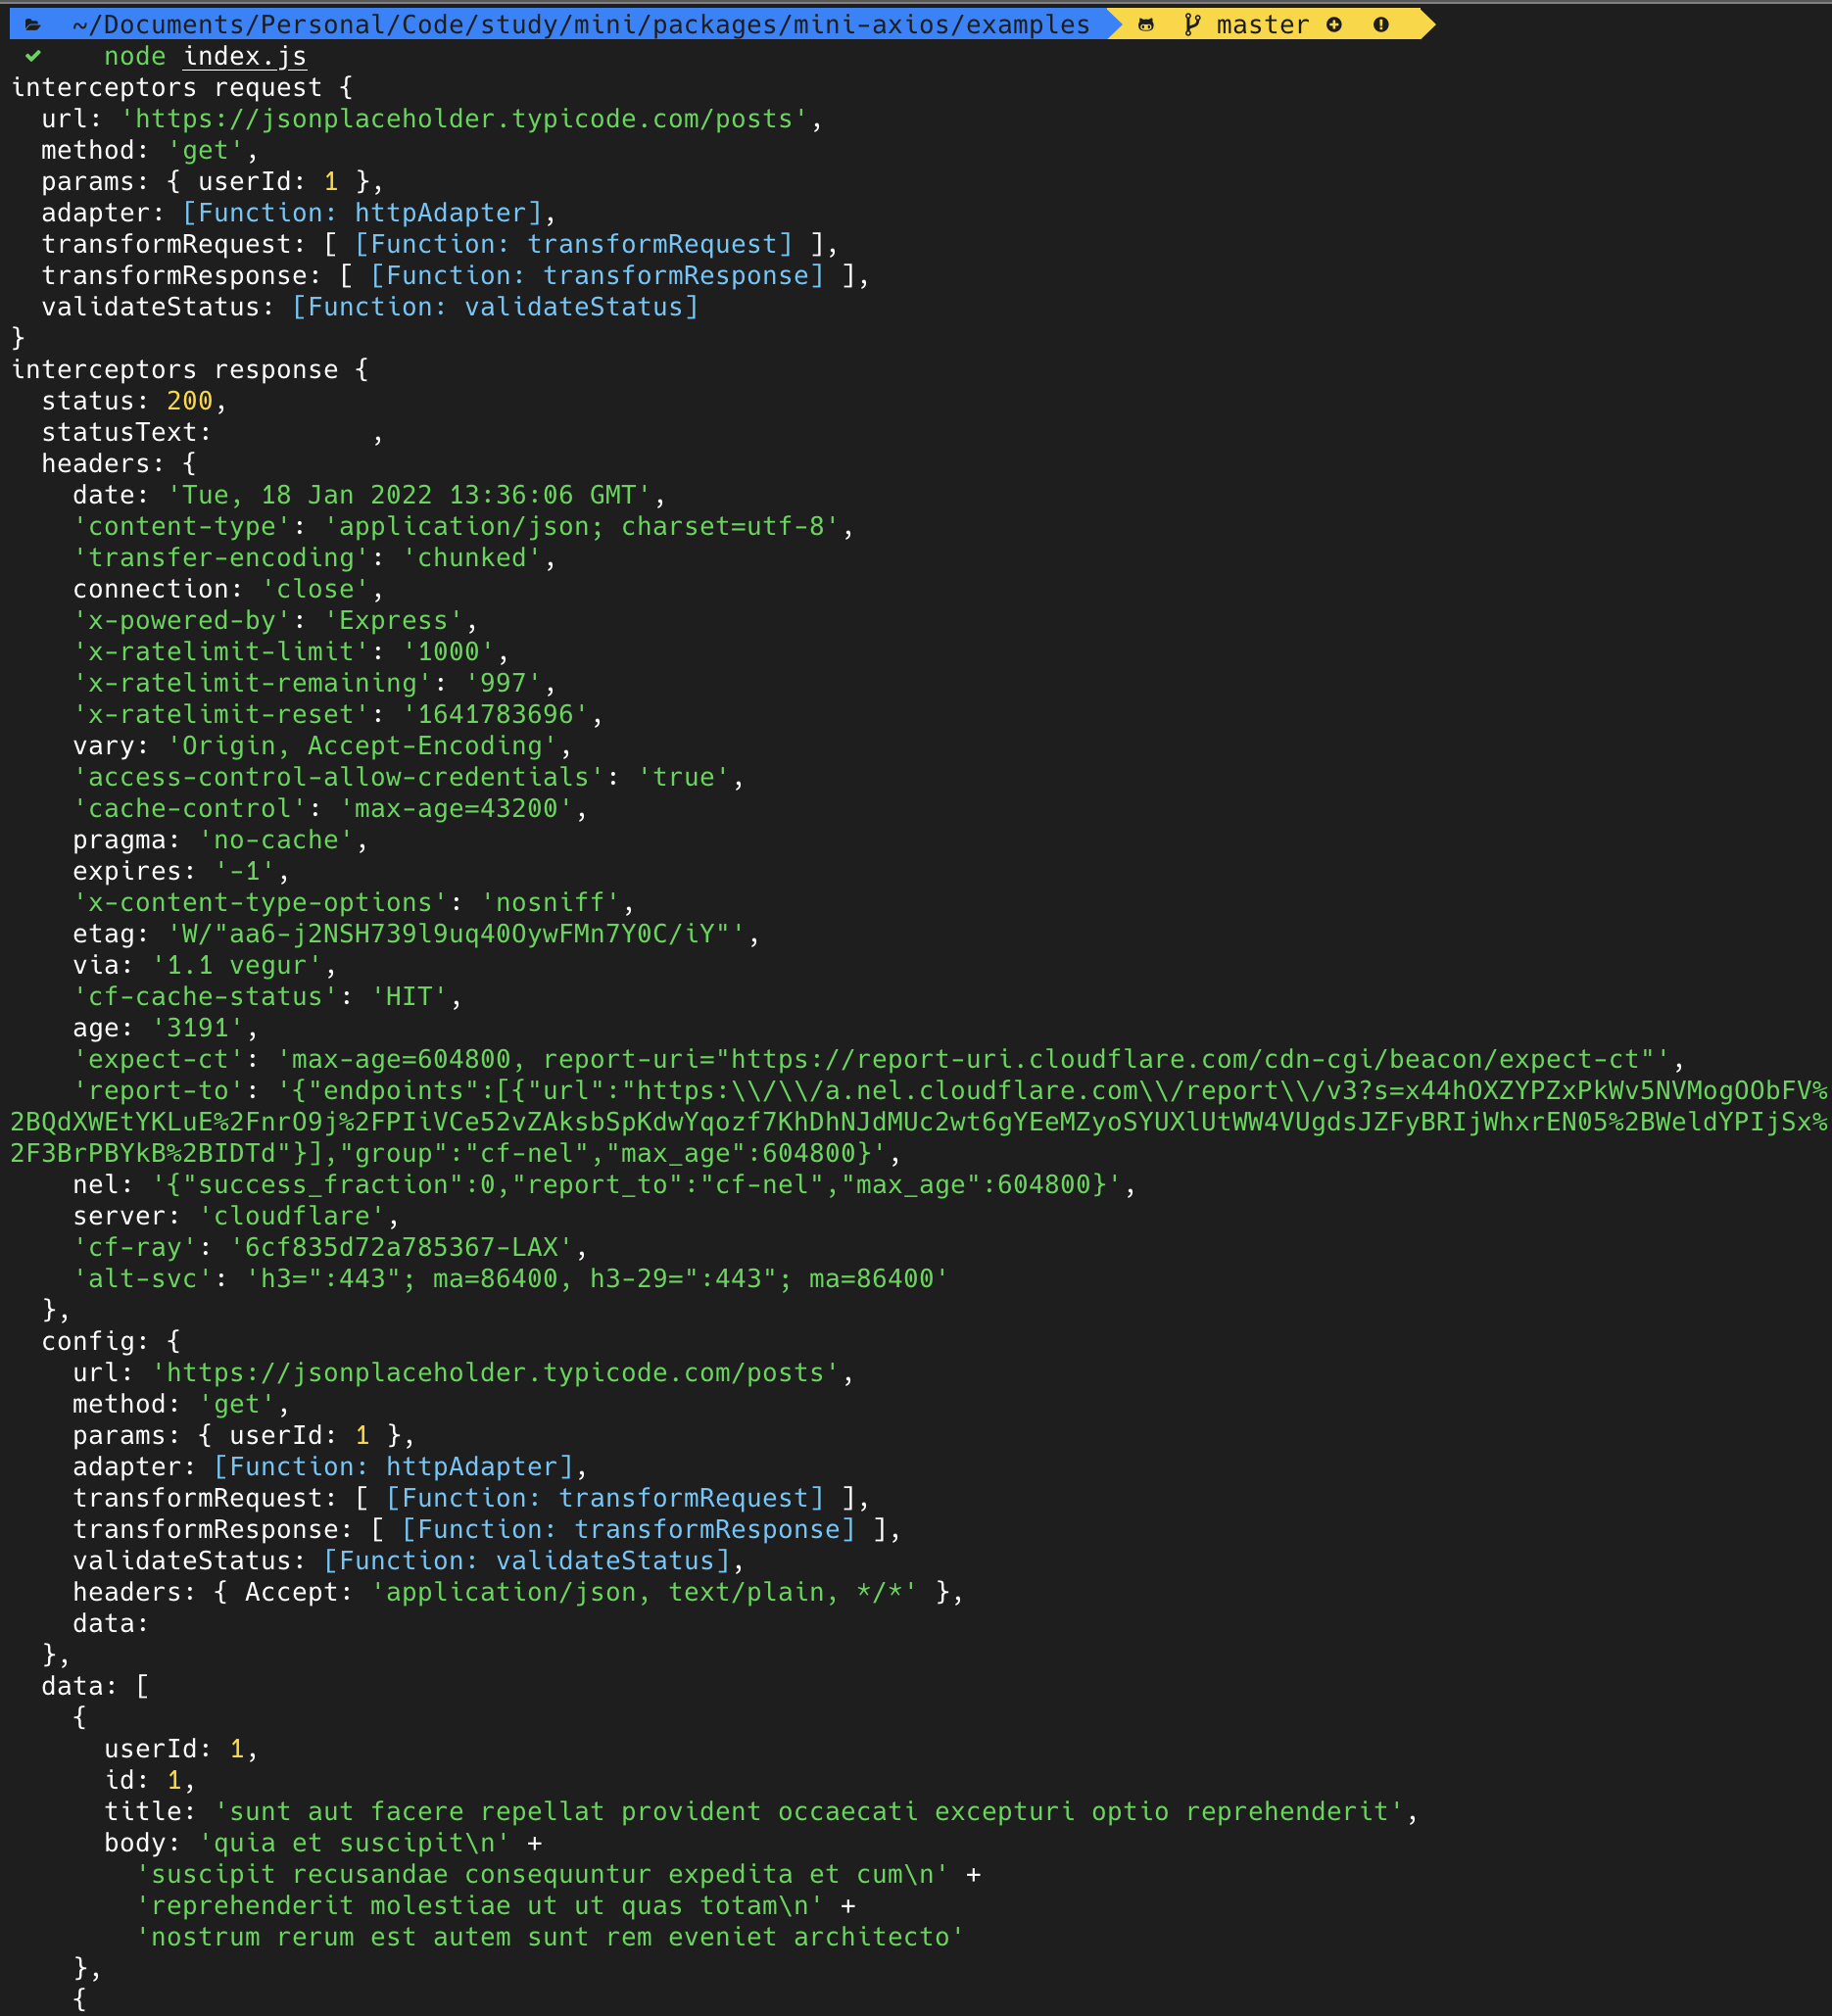 ~/Documents/Personal/Code/study/mini/packages/mini-axios/examples master
node index.js
interceptors request {
  url: 'https://jsonplaceholder.typicode.com/posts',
  method: 'get',
  params: { userId: 1 },
  adapter: [Function: httpAdapter],
  transformRequest: [ [Function: transformRequest] ],
  transformResponse: [ [Function: transformResponse] ],
  validateStatus: [Function: validateStatus]
}
interceptors response {
  status: 200,
  statusText:          ,
  headers: {
    date: 'Tue, 18 Jan 2022 13:36:06 GMT',
    'content-type': 'application/json; charset=utf-8',
    'transfer-encoding': 'chunked',
    connection: 'close',
    'x-powered-by': 'Express',
    'x-ratelimit-limit': '1000',
    'x-ratelimit-remaining': '997',
    'x-ratelimit-reset': '1641783696',
    vary: 'Origin, Accept-Encoding',
    'access-control-allow-credentials': 'true',
    'cache-control': 'max-age=43200',
    pragma: 'no-cache',
    expires: '-1',
    'x-content-type-options': 'nosniff',
    etag: 'W/"aa6-j2NSH739l9uq40OywFMn7Y0C/iY"',
    via: '1.1 vegur',
    'cf-cache-status': 'HIT',
    age: '3191',
    'expect-ct': 'max-age=604800, report-uri="https://report-uri.cloudflare.com/cdn-cgi/beacon/expect-ct"',
    'report-to': '{"endpoints":[{"url":"https:\\/\\/a.nel.cloudflare.com\\/report\\/v3?s=x44hOXZYPZxPkWv5NVMogOObFV%
2BQdXWEtYKLuE%2FnrO9j%2FPIiVCe52vZAksbSpKdwYqozf7KhDhNJdMUc2wt6gYEeMZyoSYUXlUtWW4VUgdsJZFyBRIjWhxrEN05%2BWeldYPIjSx%
2F3BrPBYkB%2BIDTd"}],"group":"cf-nel","max_age":604800}',
    nel: '{"success_fraction":0,"report_to":"cf-nel","max_age":604800}',
    server: 'cloudflare',
    'cf-ray': '6cf835d72a785367-LAX',
    'alt-svc': 'h3=":443"; ma=86400, h3-29=":443"; ma=86400'
  },
  config: {
    url: 'https://jsonplaceholder.typicode.com/posts',
    method: 'get',
    params: { userId: 1 },
    adapter: [Function: httpAdapter],
    transformRequest: [ [Function: transformRequest] ],
    transformResponse: [ [Function: transformResponse] ],
    validateStatus: [Function: validateStatus],
    headers: { Accept: 'application/json, text/plain, */*' },
    data:
  },
  data: [
    {
      userId: 1,
      id: 1,
      title: 'sunt aut facere repellat provident occaecati excepturi optio reprehenderit',
      body: 'quia et suscipit\n' +
        'suscipit recusandae consequuntur expedita et cum\n' +
        'reprehenderit molestiae ut ut quas totam\n' +
        'nostrum rerum est autem sunt rem eveniet architecto'
    },
    {